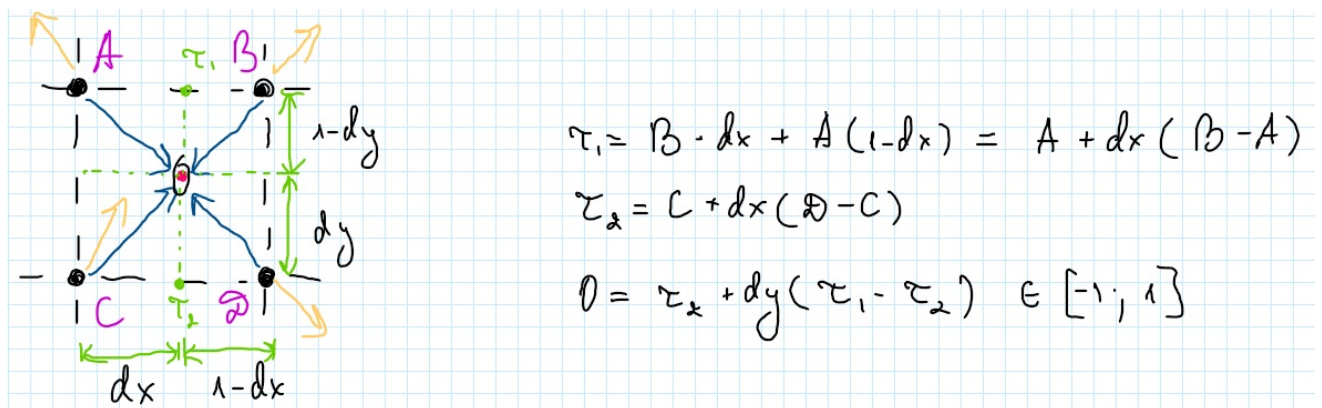 A τ₁ B
1-dy
dy
C τ₂ D
dx 1-dx
τ₁ = B · dx + A (1-dx) = A + dx (B - A)
τ₂ = C + dx (D - C)
0 = τ₂ + dy (τ₁ - τ₂) ∈ [-1; 1]